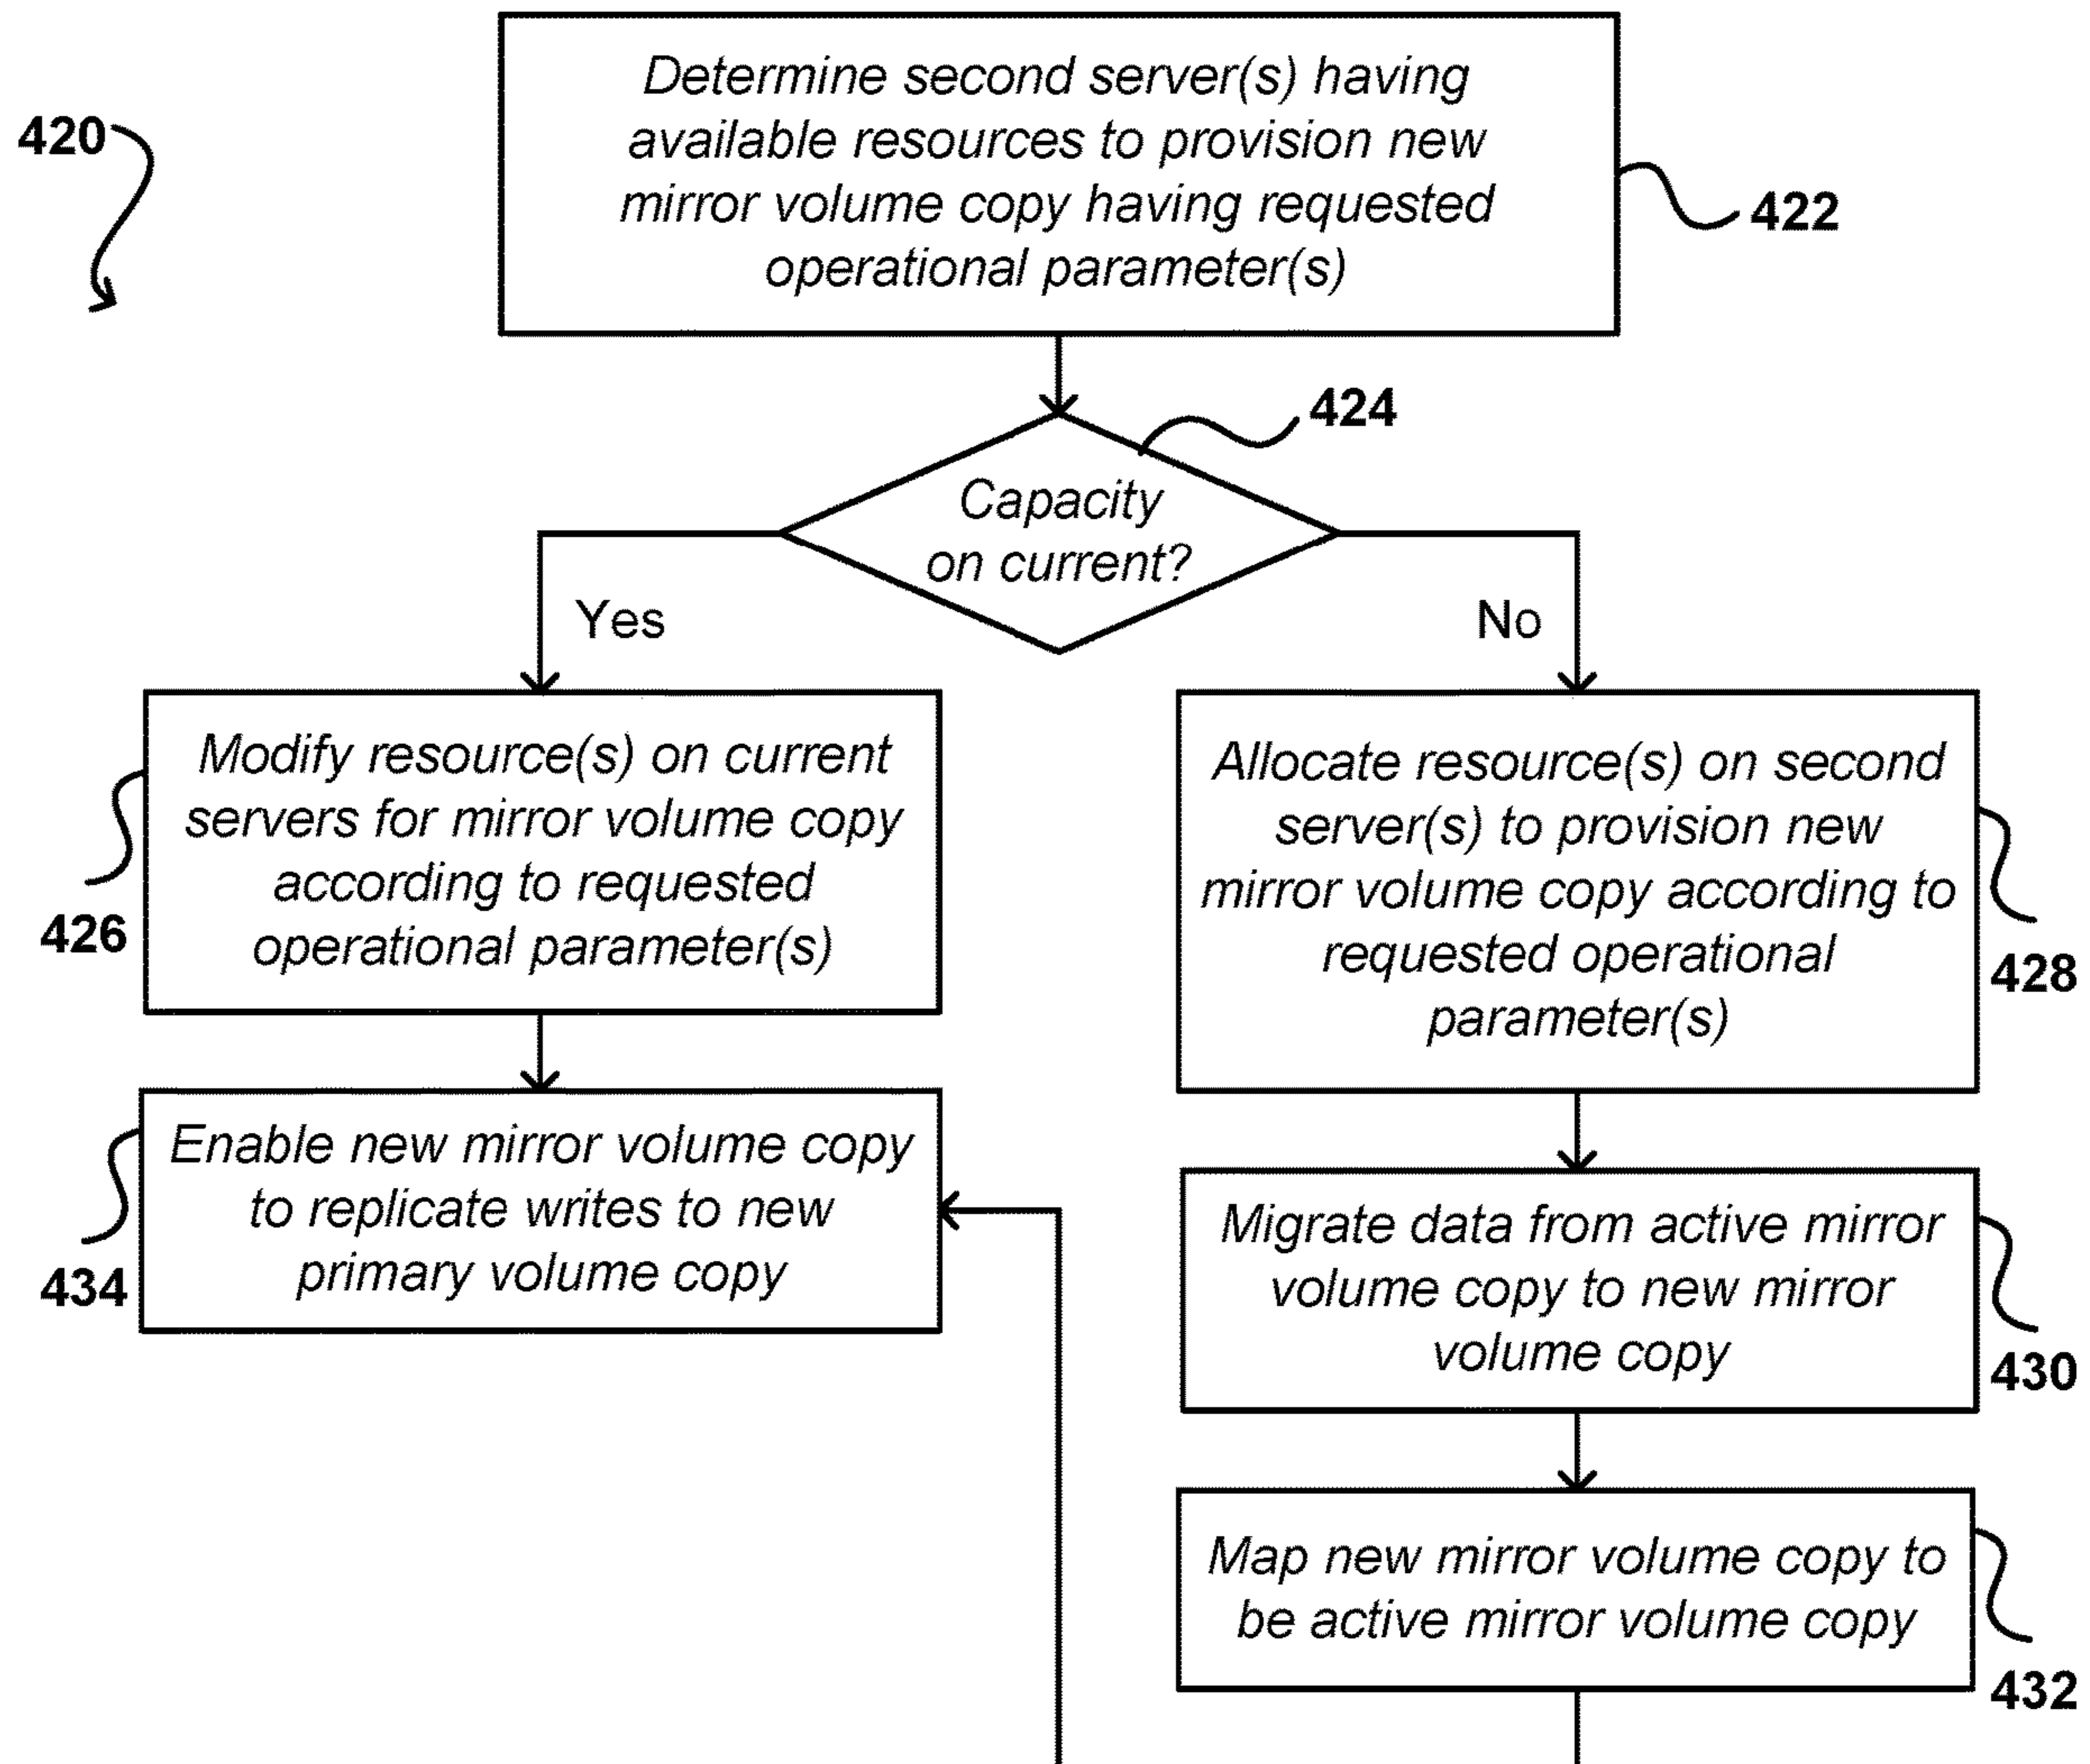 420
Determine second server(s) having
available resources to provision new
mirror volume copy having requested
operational parameter(s)
422
424
Capacity
on current?
Yes
No
Modify resource(s) on current
servers for mirror volume copy
according to requested
operational parameter(s)
426
Allocate resource(s) on second
server(s) to provision new
mirror volume copy according to
requested operational
parameter(s)
428
Enable new mirror volume copy
to replicate writes to new
primary volume copy
434
Migrate data from active mirror
volume copy to new mirror
volume copy
430
Map new mirror volume copy to
be active mirror volume copy
432